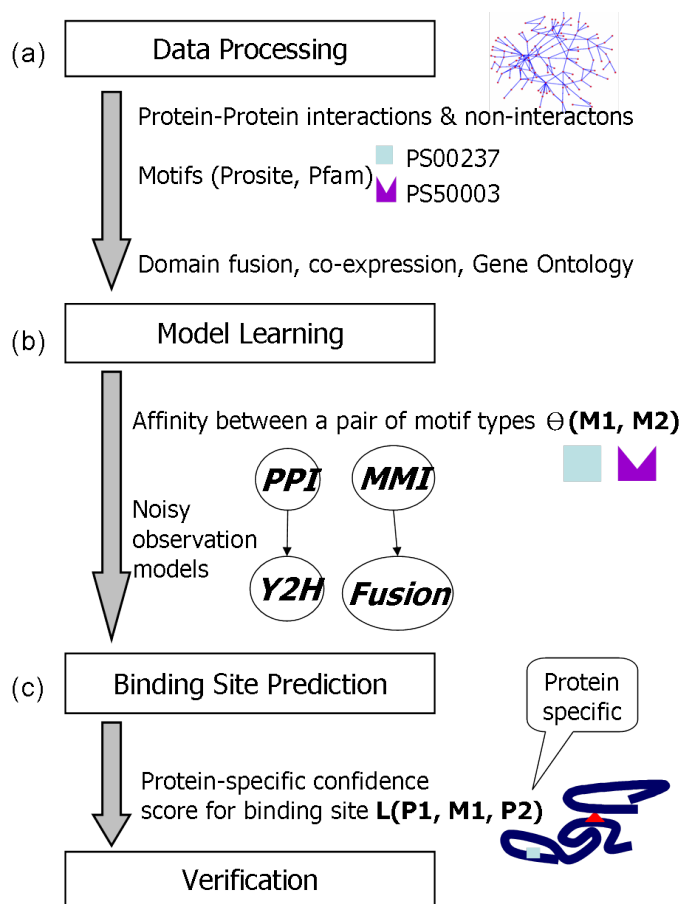 (a)
Data Processing
Protein-Protein interactions & non-interactons
Motifs (Prosite, Pfam)
PS00237
PS50003
Domain fusion, co-expression, Gene Ontology
(b)
Model Learning
Affinity between a pair of motif types Θ(M1, M2)
PPI
MMI
Noisy
observation
models
Y2H
Fusion
(c)
Binding Site Prediction
Protein
specific
Protein-specific confidence
score for binding site L(P1, M1, P2)
Verification